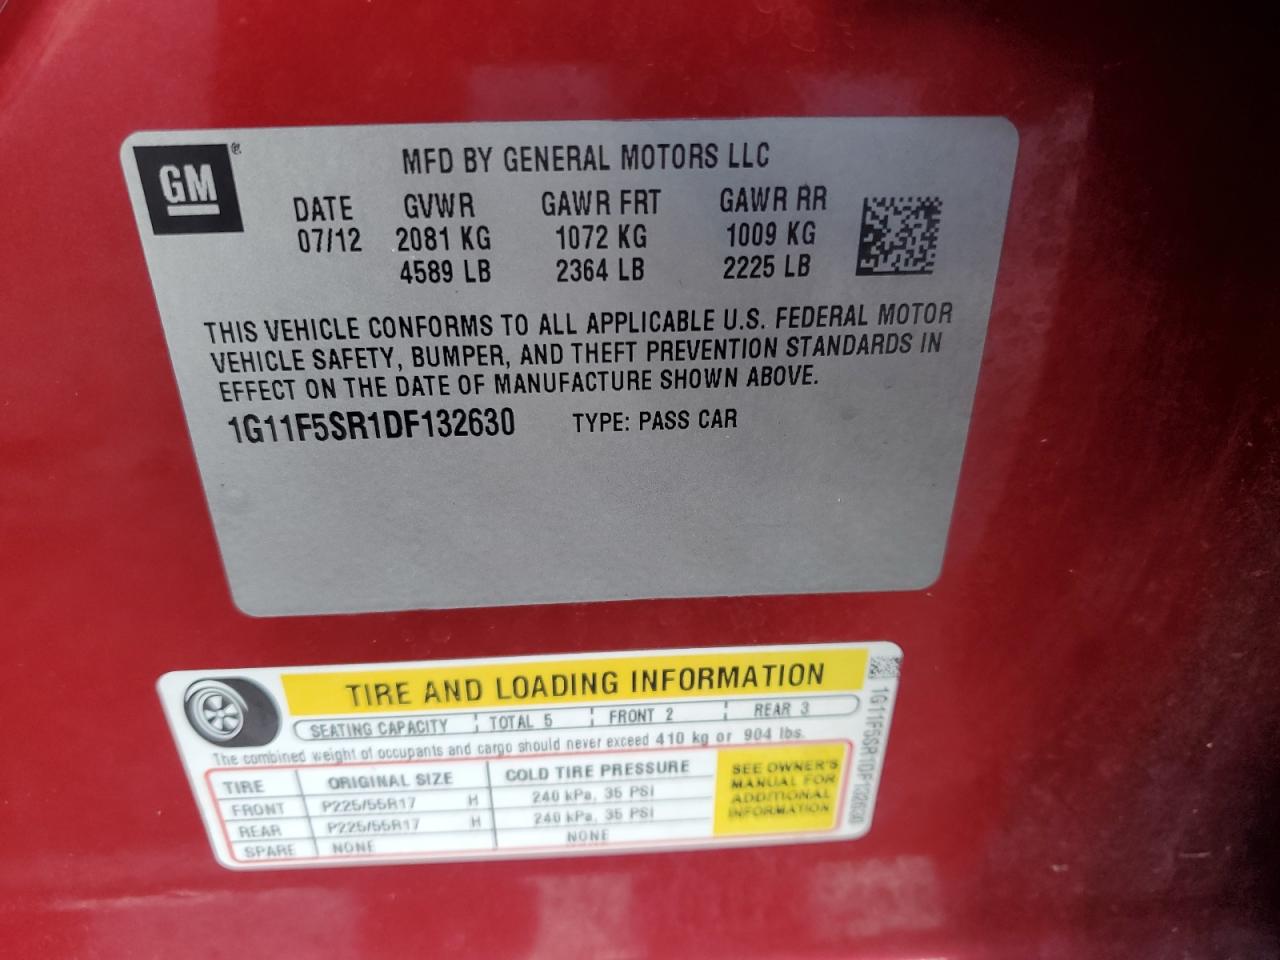 GM®
MFD BY GENERAL MOTORS LLC
DATE GVWR GAWR FRT GAWR RR
07/12 2081 KG 1072 KG 1009 KG
4589 LB 2364 LB 2225 LB
THIS VEHICLE CONFORMS TO ALL APPLICABLE U.S. FEDERAL MOTOR
VEHICLE SAFETY, BUMPER, AND THEFT PREVENTION STANDARDS IN
EFFECT ON THE DATE OF MANUFACTURE SHOWN ABOVE.
1G11F5SR1DF132630 TYPE: PASS CAR
TIRE AND LOADING INFORMATION
SEATING CAPACITY TOTAL 5 FRONT 2 REAR 3
The combined weight of occupants and cargo should never exceed 410 kg or 904 lbs.
TIRE ORIGINAL SIZE COLD TIRE PRESSURE
FRONT P225/55R17 H 240 kPa, 35 PSI
REAR P225/55R17 H 240 kPa, 35 PSI
SPARE NONE NONE
SEE OWNER'S
MANUAL FOR
ADDITIONAL
INFORMATION
1G11F5SR1DF132630